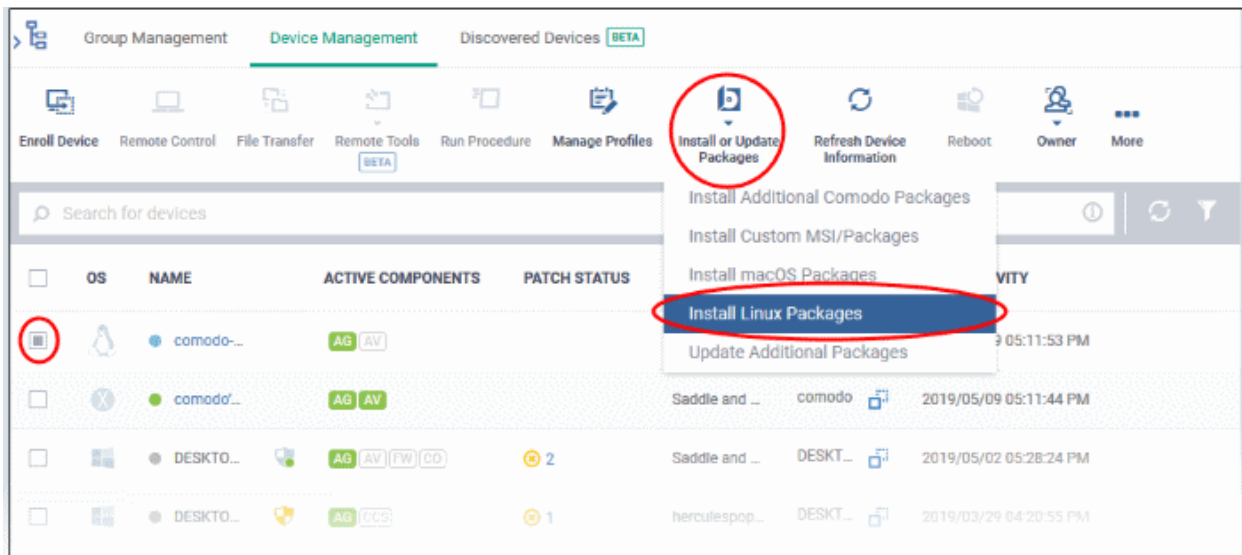 Group Management Device Management Discovered Devices BETA
Enroll Device Remote Control File Transfer Remote Tools Run Procedure Manage Profiles Install or Update Refresh Device Reboot Owner More
BETA Packages Information
Search for devices
Install Additional Comodo Packages
Install Custom MSI/Packages
Install macOS Packages
Install Linux Packages
Update Additional Packages
OS NAME ACTIVE COMPONENTS PATCH STATUS VITY
comodo-... AG AV 9 05:11:53 PM
comodo'... AG AV Saddle and ... comodo 2019/05/09 05:11:44 PM
DESKTO... AG AV FW CO 2 Saddle and ... DESKT... 2019/05/02 05:28:24 PM
DESKTO... AG CCS 1 herculespop... DESKT... 2019/03/29 04:20:55 PM